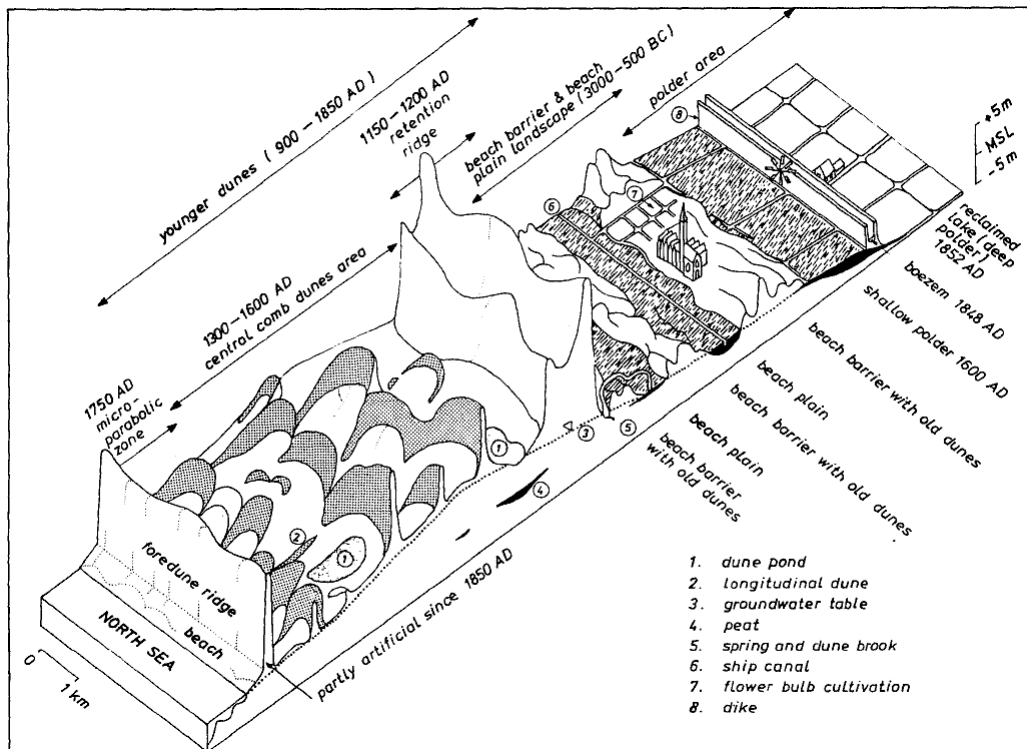 younger dunes ( 900 – 1850 AD )
1150 – 1200 AD
retention
ridge
beach barrier & beach
plain landscape ( 3000 – 500 BC )
polder area
1300 – 1600 AD
central comb dunes area
1750 AD
micro-
parabolic
zone
foredune ridge
beach
NORTH SEA
0
1 km
partly artificial since 1850 AD
8
7
6
1
2
1
3
4
5
+5 m
MSL
-5 m
reclaimed
lake ( deep
polder )
1852 AD
boezem 1848 AD
shallow polder 1600 AD
beach barrier with old dunes
beach plain
beach barrier with old dunes
beach plain
beach barrier
with old dunes
1. dune pond
2. longitudinal dune
3. groundwater table
4. peat
5. spring and dune brook
6. ship canal
7. flower bulb cultivation
8. dike